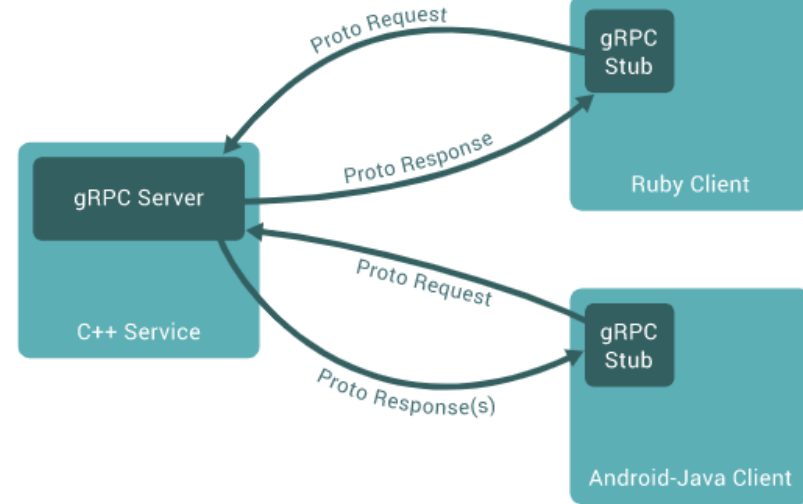 Proto Request
gRPC
Stub
Proto Response
Ruby Client
gRPC Server
C++ Service
Proto Request
gRPC
Stub
Proto Response(s)
Android-Java Client